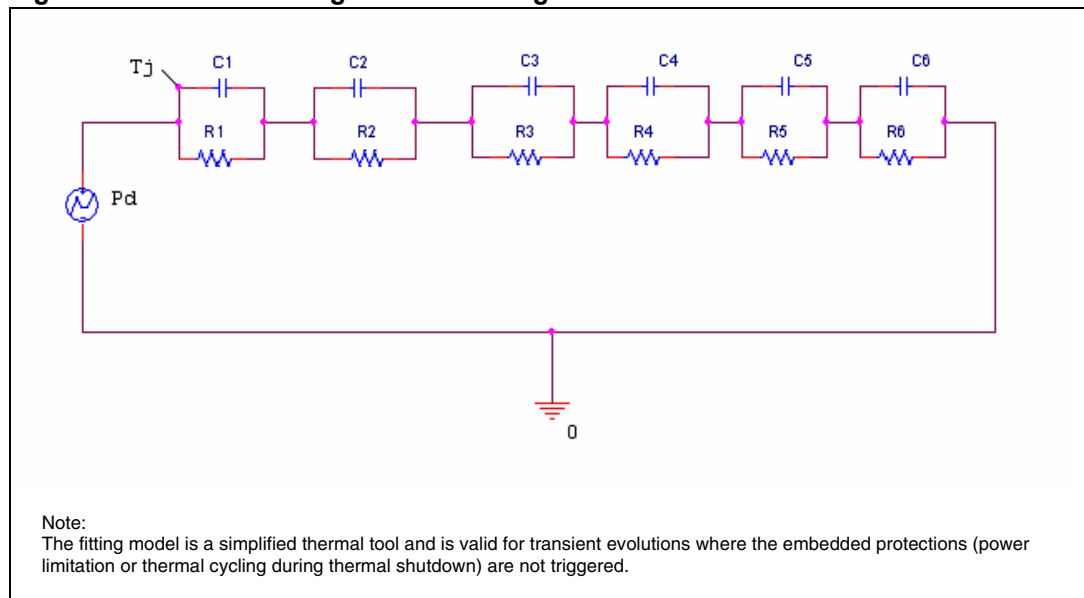 Tj
C1 C2 C3 C4 C5 C6
R1 R2 R3 R4 R5 R6
Pd
0
Note:
The fitting model is a simplified thermal tool and is valid for transient evolutions where the embedded protections (power
limitation or thermal cycling during thermal shutdown) are not triggered.